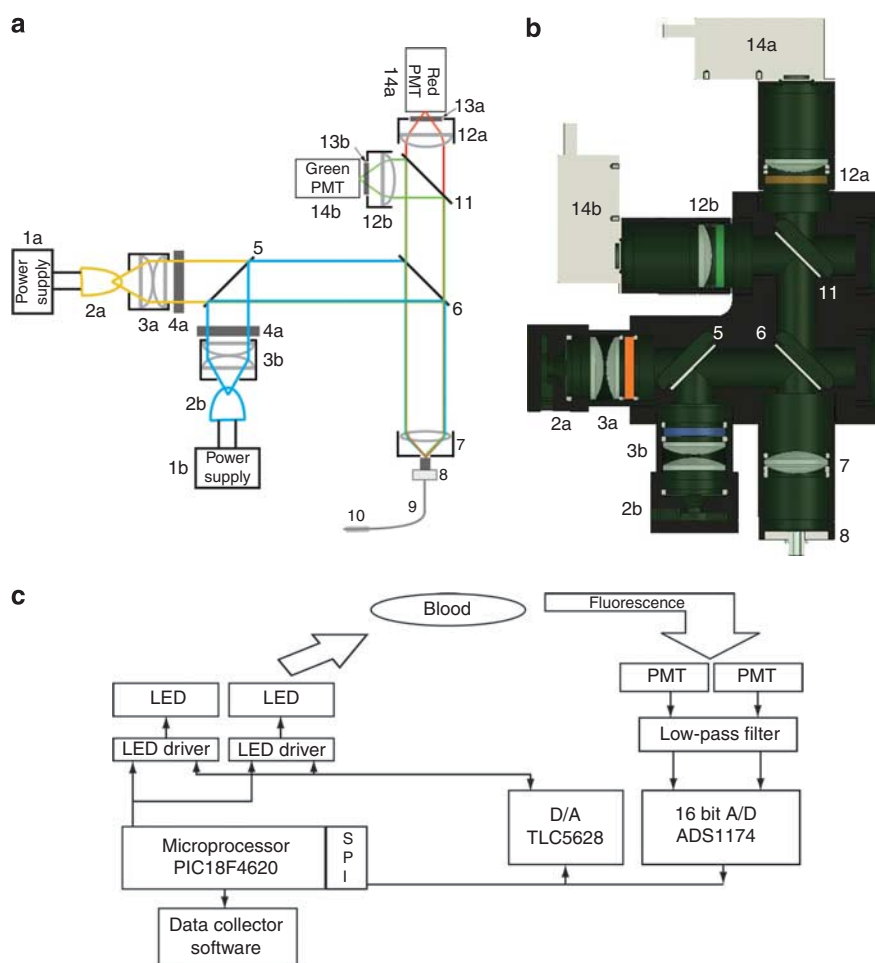 a
Red
PMT
14a
13a
12a
13b
Green
PMT
14b
12b
11
1a
Power
supply
2a
3a
4a
5
6
4a
3b
2b
1b
Power
supply
7
8
9
10
b
14a
12a
14b
12b
11
5
6
2a
3a
3b
2b
7
8
c
Blood
Fluorescence
LED
LED
PMT
PMT
LED driver
LED driver
Low-pass filter
D/A
TLC5628
16 bit A/D
ADS1174
Microprocessor
PIC18F4620
S
P
I
Data collector
software